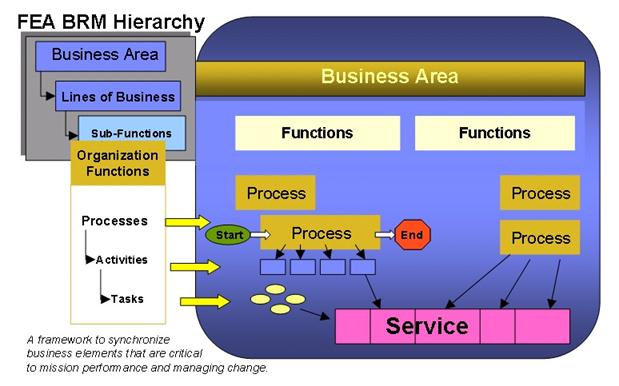 FEA BRM Hierarchy
Business Area
Lines of Business
Sub-Functions
Organization
Functions
Processes
Activities
Tasks
A framework to synchronize
business elements that are critical
to mission performance and managing change.
Business Area
Functions
Functions
Process
Process
Start
Process
End
Process
Service